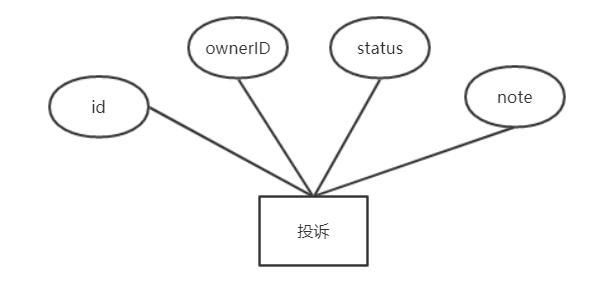 ownerID
status
id
note
投诉